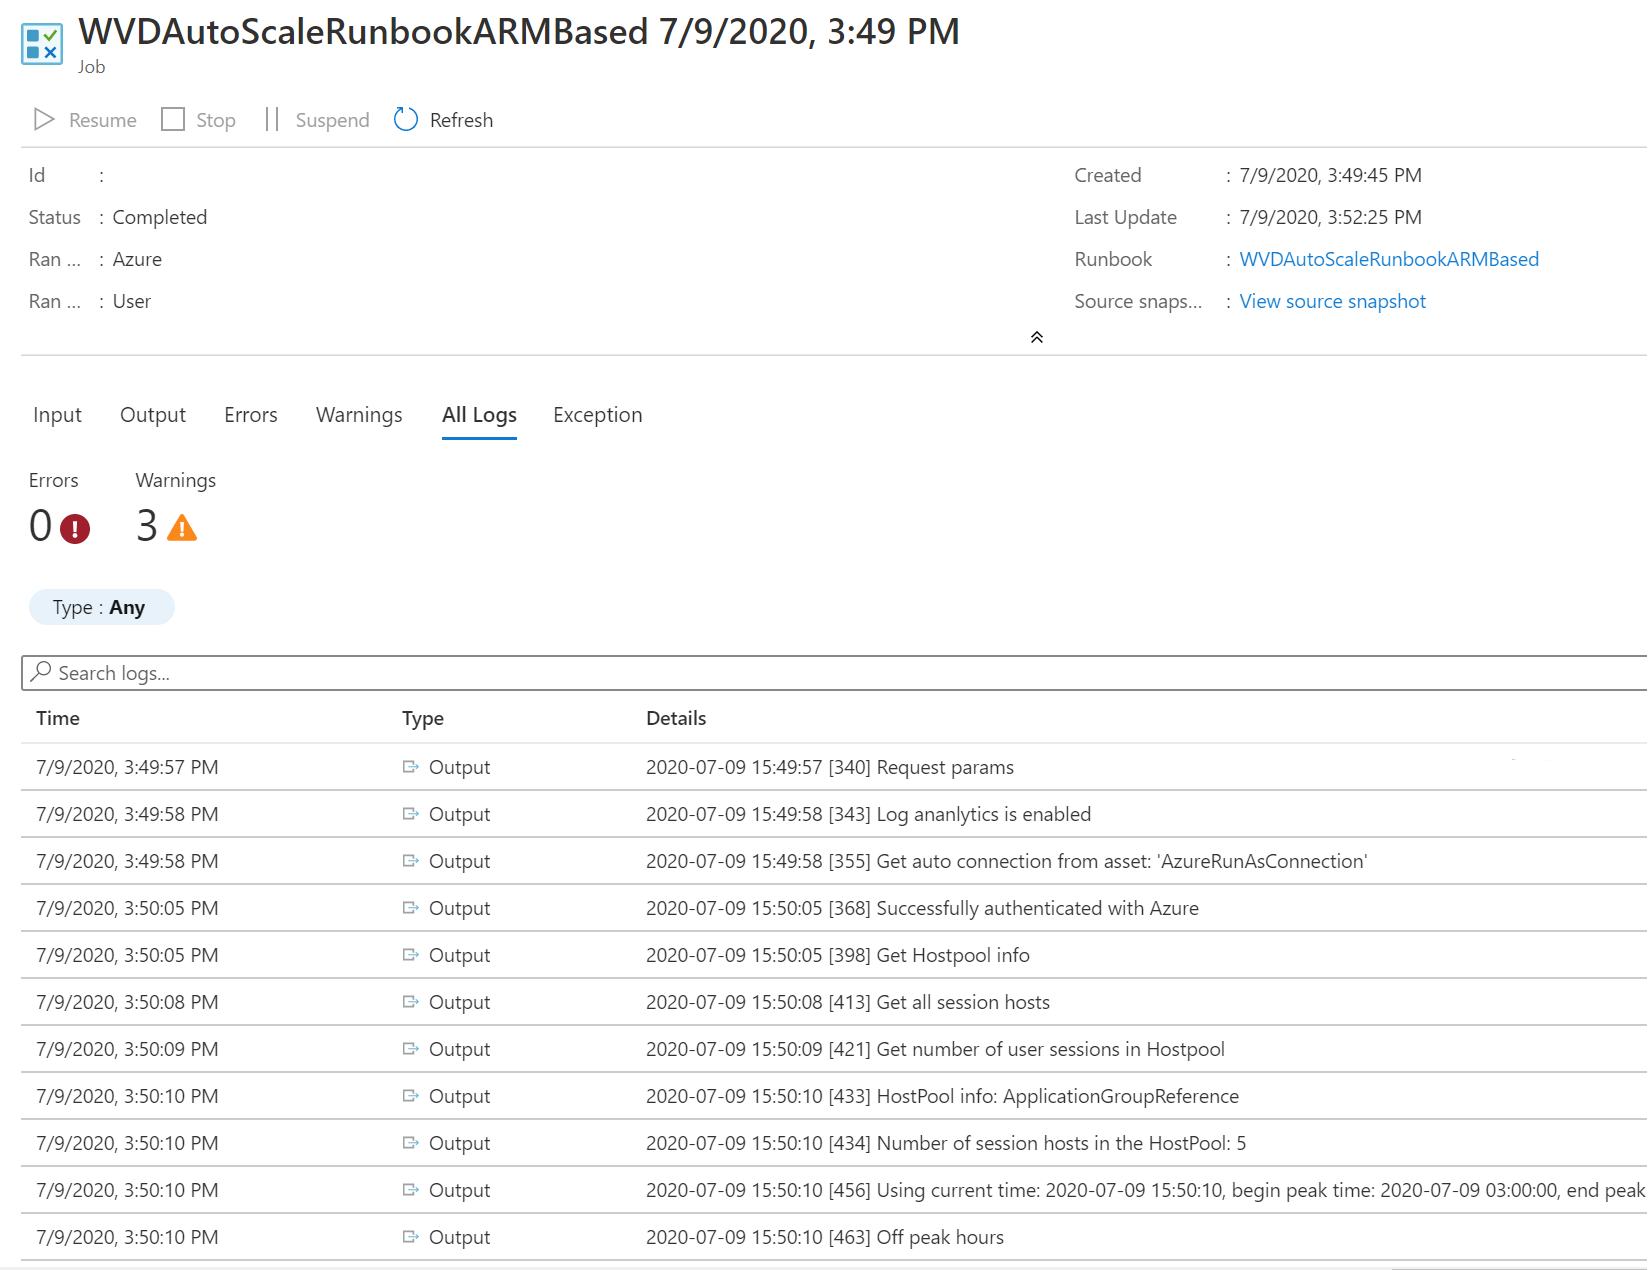 WVDAutoScaleRunbookARMBased 7/9/2020, 3:49 PM
Job
Resume Stop Suspend Refresh
Id :
Status : Completed
Ran ... : Azure
Ran ... : User
Created : 7/9/2020, 3:49:45 PM
Last Update : 7/9/2020, 3:52:25 PM
Runbook : WVDAutoScaleRunbookARMBased
Source snaps... : View source snapshot
Input Output Errors Warnings All Logs Exception
Errors Warnings
0 3
Type : Any
Search logs...
Time Type Details
7/9/2020, 3:49:57 PM Output 2020-07-09 15:49:57 [340] Request params
7/9/2020, 3:49:58 PM Output 2020-07-09 15:49:58 [343] Log ananlytics is enabled
7/9/2020, 3:49:58 PM Output 2020-07-09 15:49:58 [355] Get auto connection from asset: 'AzureRunAsConnection'
7/9/2020, 3:50:05 PM Output 2020-07-09 15:50:05 [368] Successfully authenticated with Azure
7/9/2020, 3:50:05 PM Output 2020-07-09 15:50:05 [398] Get Hostpool info
7/9/2020, 3:50:08 PM Output 2020-07-09 15:50:08 [413] Get all session hosts
7/9/2020, 3:50:09 PM Output 2020-07-09 15:50:09 [421] Get number of user sessions in Hostpool
7/9/2020, 3:50:10 PM Output 2020-07-09 15:50:10 [433] HostPool info: ApplicationGroupReference
7/9/2020, 3:50:10 PM Output 2020-07-09 15:50:10 [434] Number of session hosts in the HostPool: 5
7/9/2020, 3:50:10 PM Output 2020-07-09 15:50:10 [456] Using current time: 2020-07-09 15:50:10, begin peak time: 2020-07-09 03:00:00, end peak
7/9/2020, 3:50:10 PM Output 2020-07-09 15:50:10 [463] Off peak hours